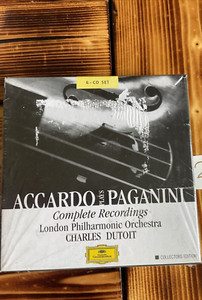 6-CD SET
ACCARDO PLAYS PAGANINI
Complete Recordings
London Philharmonic Orchestra
CHARLES DUTOIT
COLLECTORS EDITION